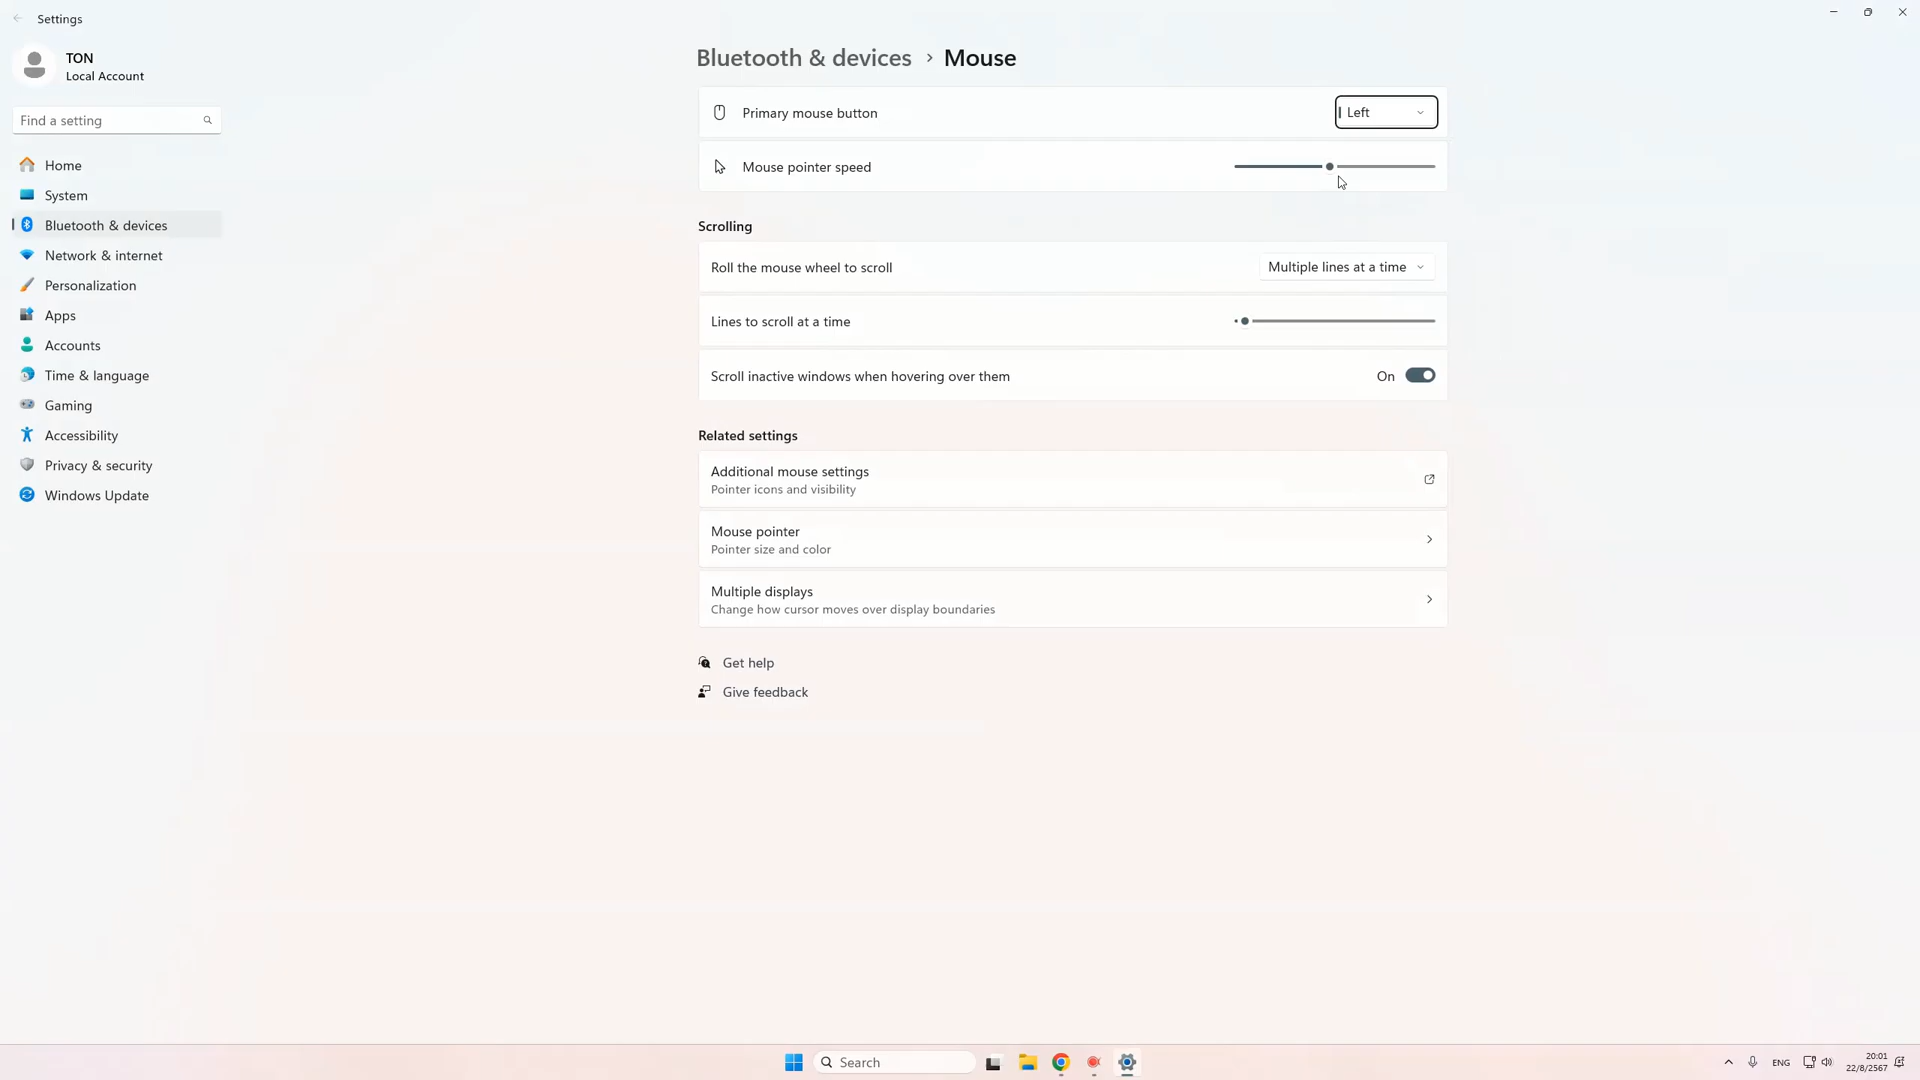 Settings
TON
Local Account
Find a setting
Home
System
Bluetooth & devices
Network & internet
Personalization
Apps
Accounts
Time & language
Gaming
Accessibility
Privacy & security
Windows Update
Bluetooth & devices › Mouse
Primary mouse button Left
Mouse pointer speed
Scrolling
Roll the mouse wheel to scroll Multiple lines at a time
Lines to scroll at a time
Scroll inactive windows when hovering over them On
Related settings
Additional mouse settings
Pointer icons and visibility
Mouse pointer
Pointer size and color
Multiple displays
Change how cursor moves over display boundaries
Get help
Give feedback
Search
ENG
20:01
22/8/2567